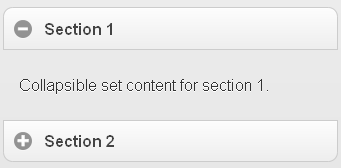 Section 1
Collapsible set content for section 1.
Section 2